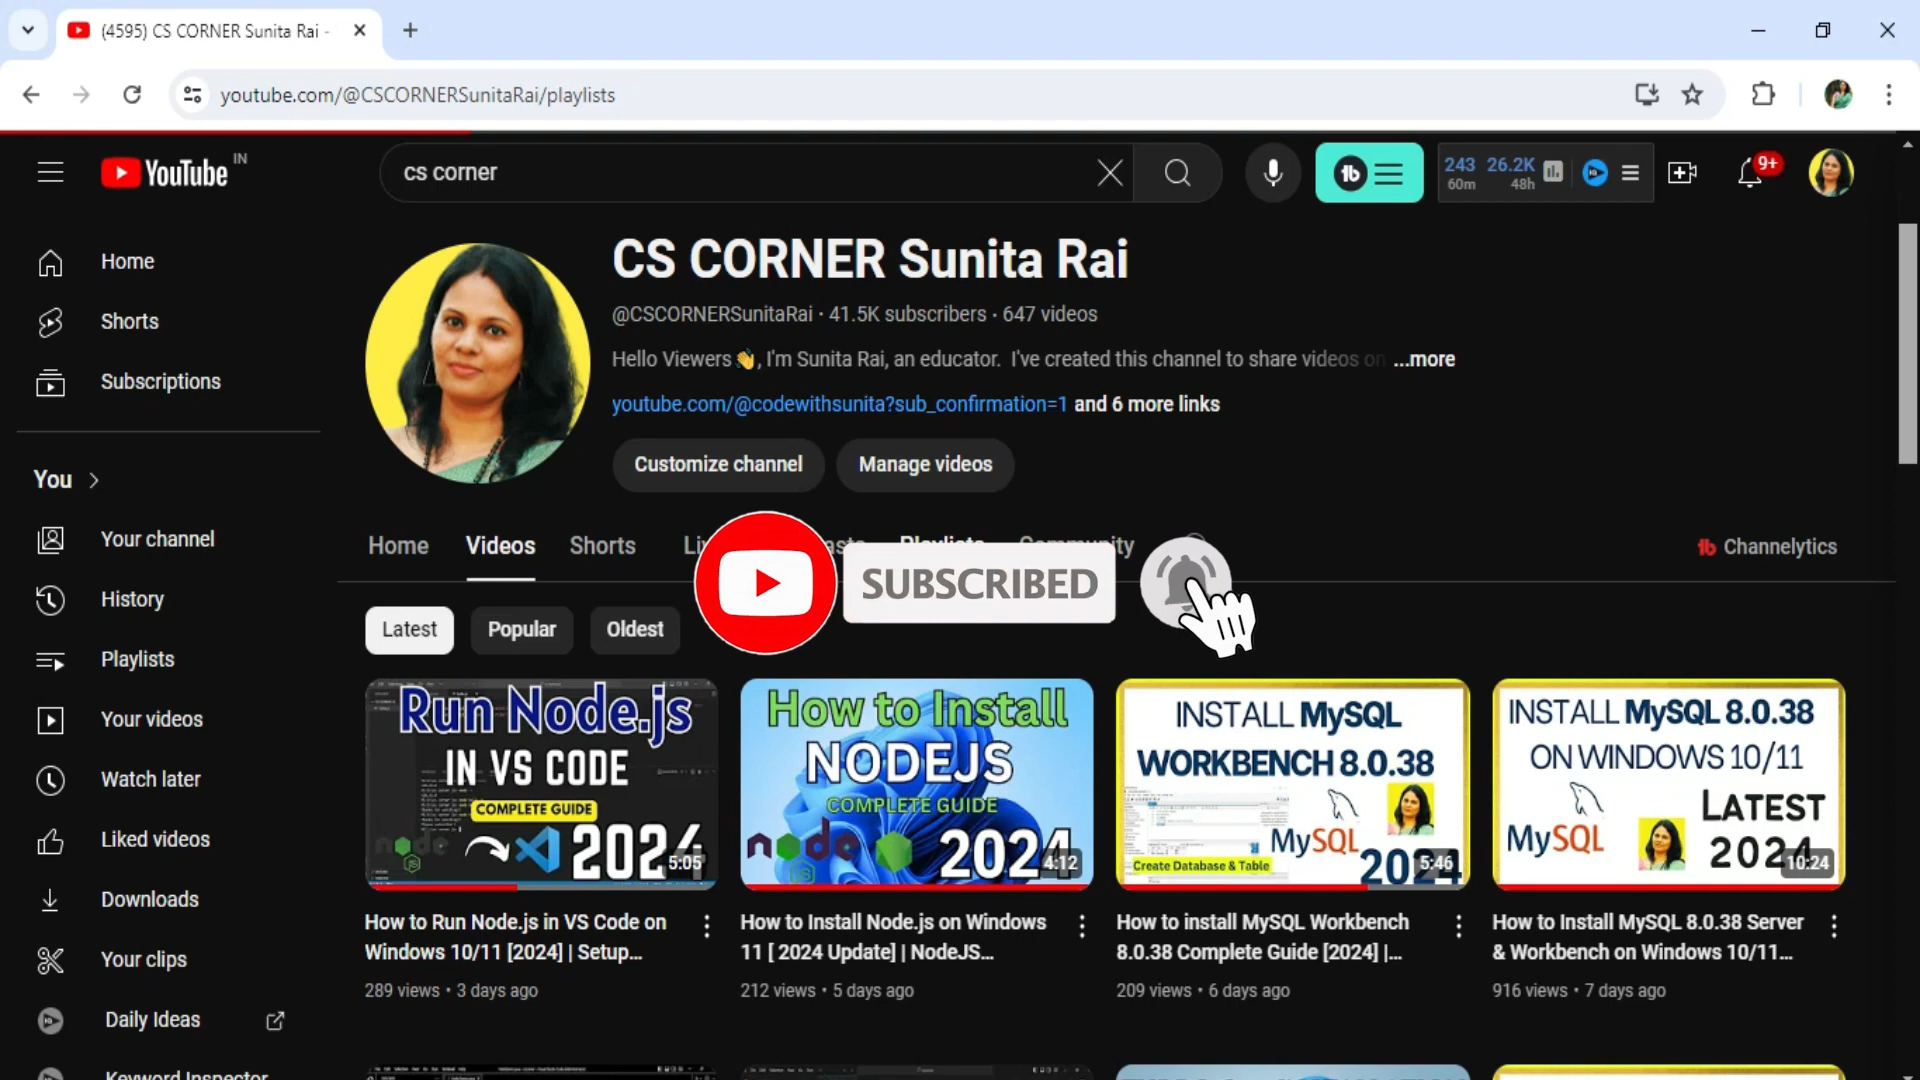 (4595) CS CORNER Sunita Rai -
youtube.com/@CSCORNERSunitaRai/playlists
YouTube IN
cs corner
243 26.2K
60m 48h
9+
Home
Shorts
Subscriptions
You
Your channel
History
Playlists
Your videos
Watch later
Liked videos
Downloads
Your clips
Daily Ideas
Keyword Inspector
CS CORNER Sunita Rai
@CSCORNERSunitaRai · 41.5K subscribers · 647 videos
Hello Viewers👋, I'm Sunita Rai, an educator. I've created this channel to share videos on ...more
youtube.com/@codewithsunita?sub_confirmation=1 and 6 more links
Customize channel Manage videos
Home Videos Shorts Playlists Community
Channelytics
SUBSCRIBED
Latest Popular Oldest
Run Node.js
IN VS CODE
COMPLETE GUIDE
node
2024
5:05
How to Run Node.js in VS Code on
Windows 10/11 [2024] | Setup...
289 views · 3 days ago
How to Install
NODEJS
COMPLETE GUIDE
node
2024
4:12
How to Install Node.js on Windows
11 [ 2024 Update] | NodeJS...
212 views · 5 days ago
INSTALL MySQL
WORKBENCH 8.0.38
MySQL
Create Database & Table
2024
5:46
How to install MySQL Workbench
8.0.38 Complete Guide [2024] |...
209 views · 6 days ago
INSTALL MySQL 8.0.38
ON WINDOWS 10/11
MySQL
LATEST
2024
10:24
How to Install MySQL 8.0.38 Server
& Workbench on Windows 10/11...
916 views · 7 days ago